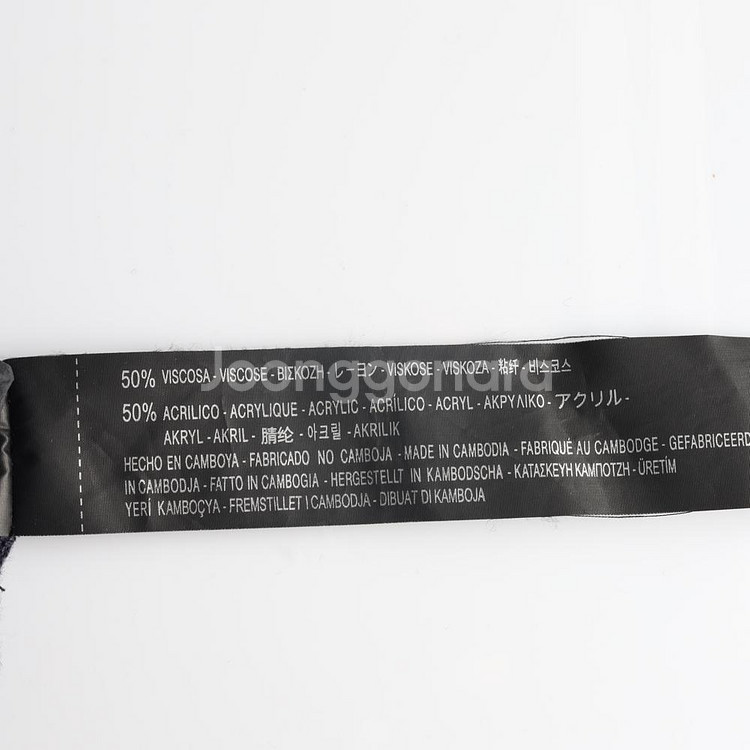 50% VISCOSA - VISCOSE - ΒΙΣΚΟΖΗ - レーヨン - VISKOSE - VISKOZA - 粘纤 - 비스코스
Joonggonara
50% ACRILICO - ACRYLIQUE - ACRYLIC - ACRÍLICO - ACRYL - ΑΚΡΥΛΙΚΟ - アクリル -
AKRYL - AKRIL - 腈纶 - 아크릴 - AKRILIK
HECHO EN CAMBOYA - FABRICADO NO CAMBOJA - MADE IN CAMBODIA - FABRIQUÉ AU CAMBODGE - GEFABRICEERD
IN CAMBODJA - FATTO IN CAMBOGIA - HERGESTELLT IN KAMBODSCHA - ΚΑΤΑΣΚΕΥΗ ΚΑΜΠΟΤΖΗ - ÜRETİM
YERİ KAMBOÇYA - FREMSTILLET I CAMBODJA - DIBUAT DI KAMBOJA